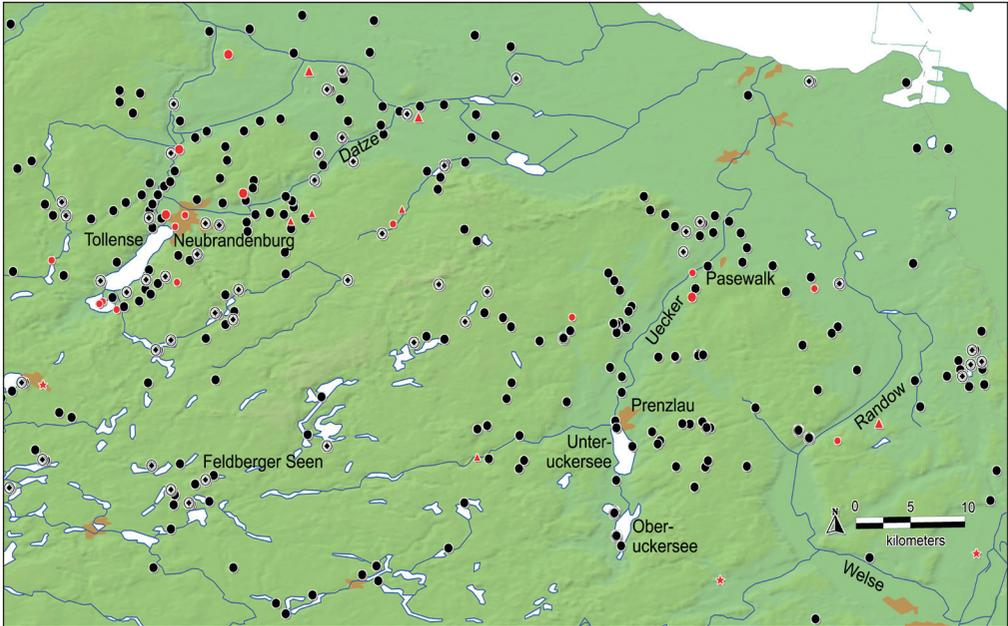 Datze
Tollense
Neubrandenburg
Pasewalk
Uecker
Randow
Prenzlau
Unter-
uckersee
Feldberger Seen
Ober-
uckersee
N
0 5 10
kilometers
Welse